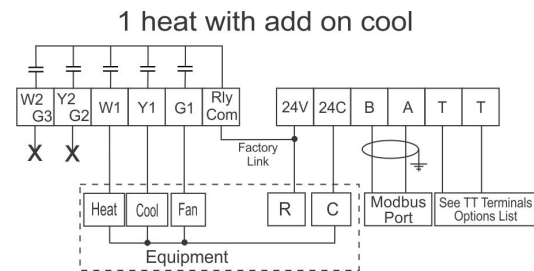 1 heat with add on cool
W2 G3 Y2 G2 W1 Y1 G1 Rly Com 24V 24C B A T T
X X
Factory
Link
Heat Cool Fan R C
Modbus
Port
See TT Terminals
Options List
Equipment